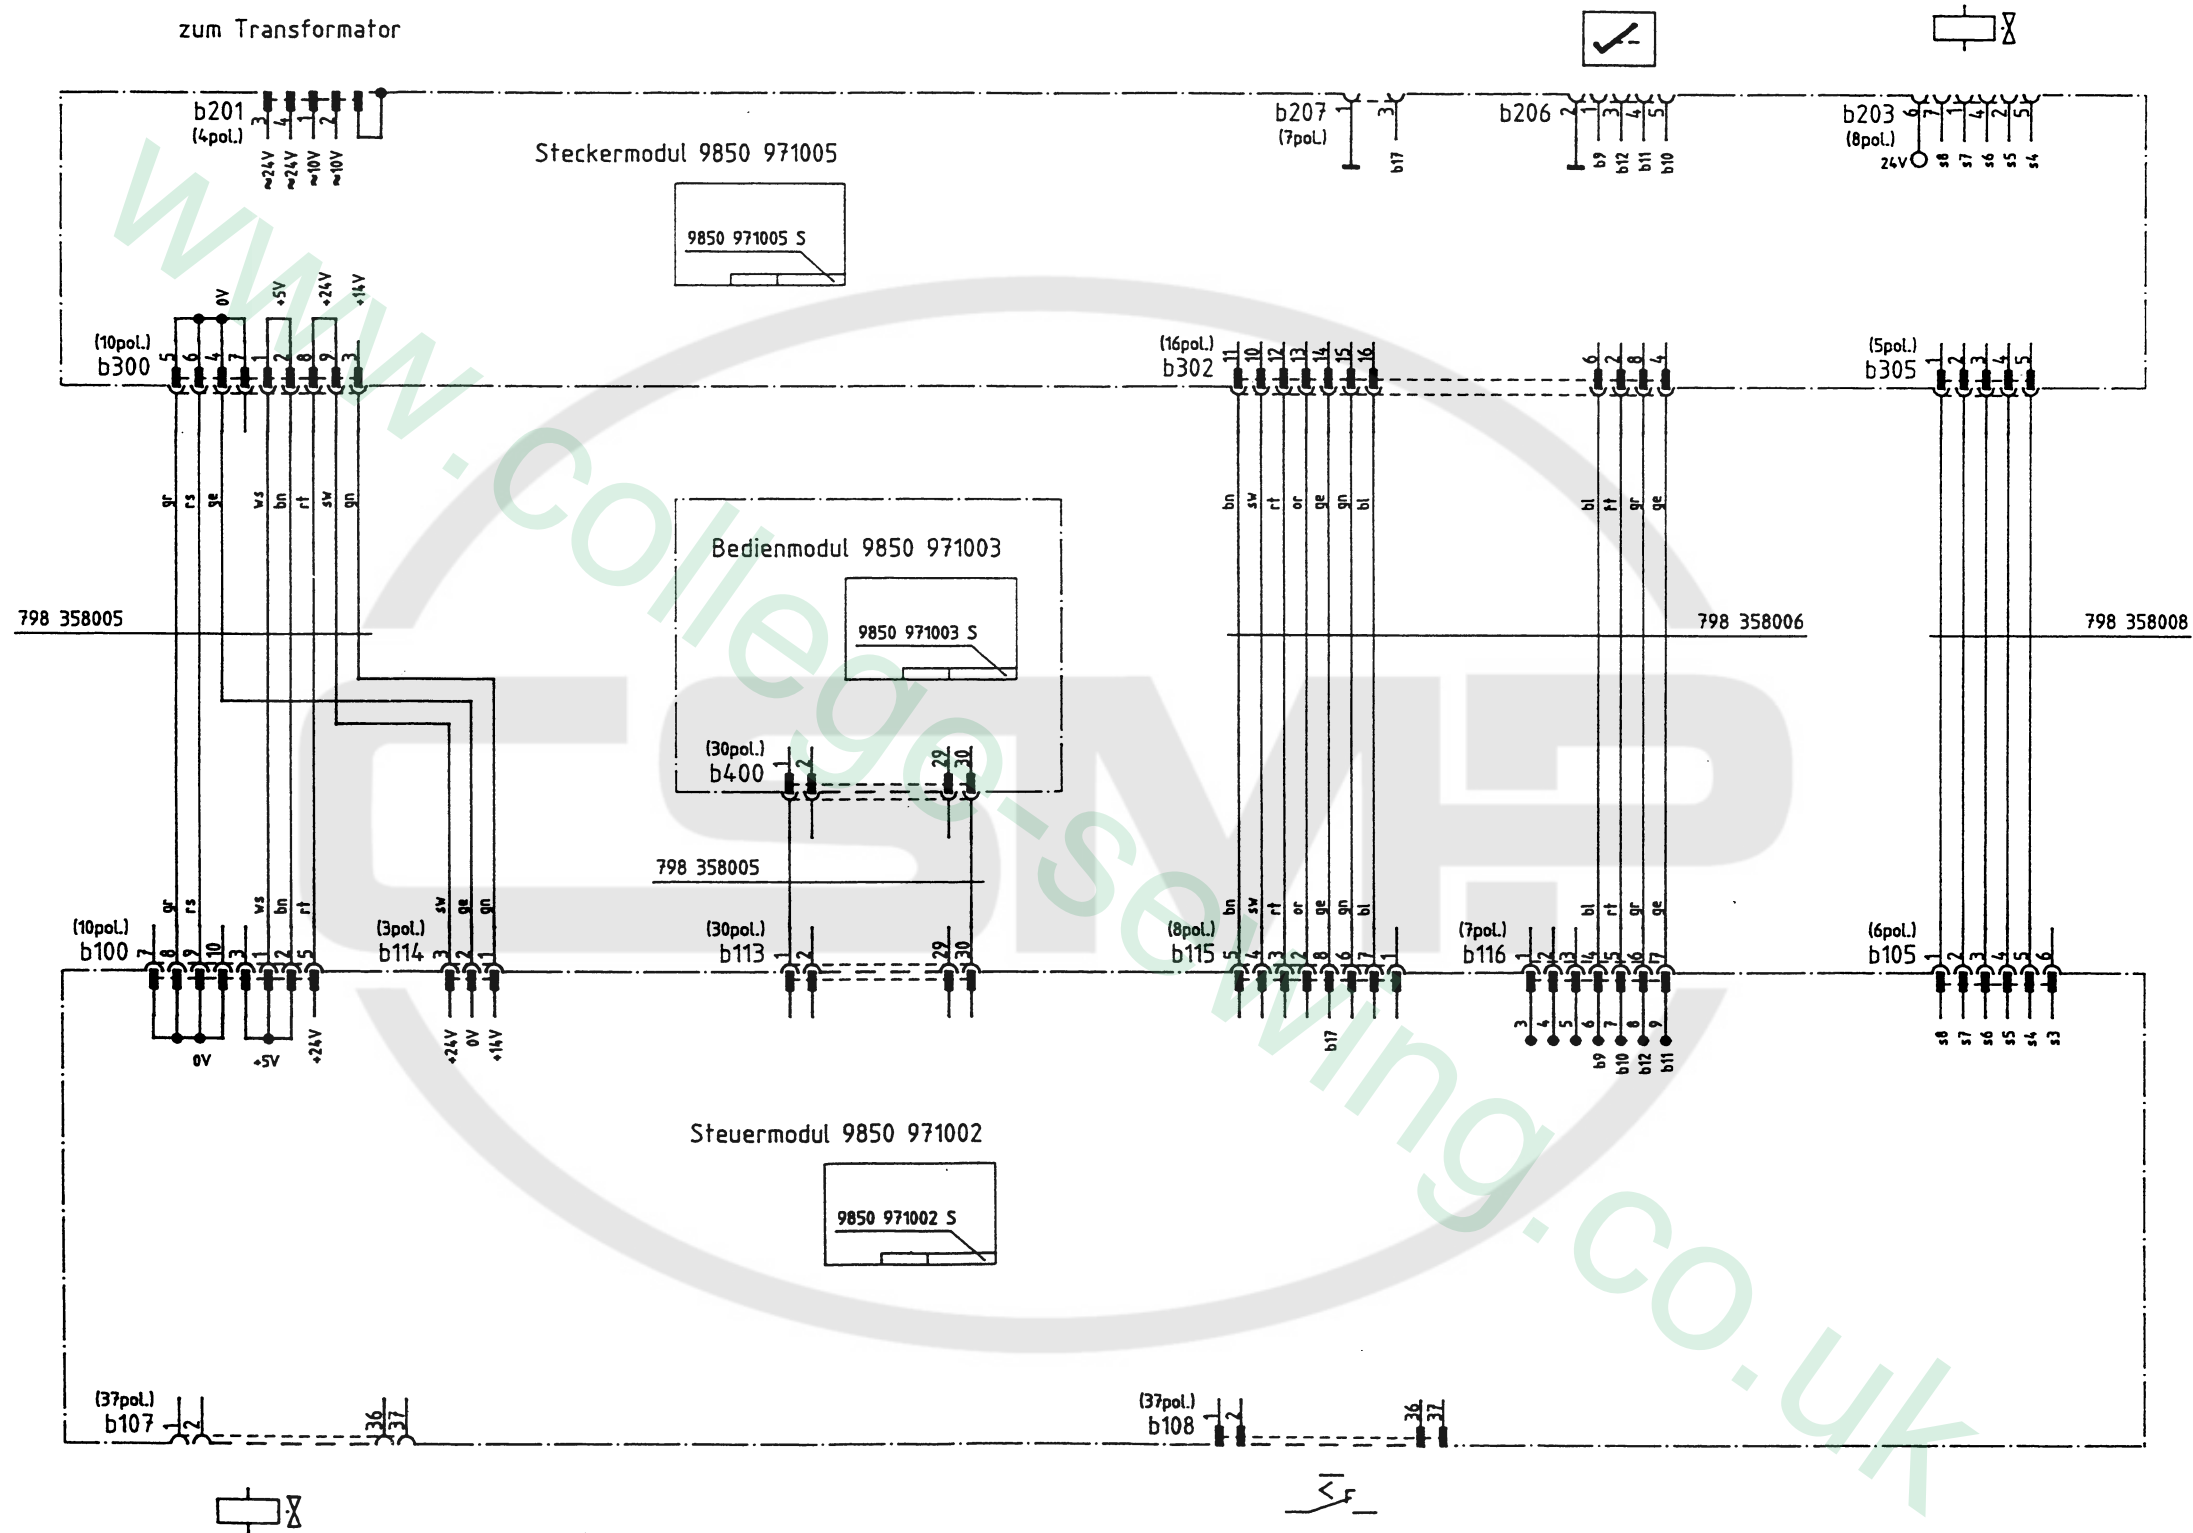 zum Transformator
b201
(4pol.)
3 4 1 2
≈24V ≈24V ≈10V ≈10V
Steckermodul 9850 971005
9850 971005 S
b207
(7pol.)
1 3
b17
b206
2 1 3 4 5
b9 b12 b11 b10
b203
(8pol.)
6 7 1 4 2 5
24V s8 s7 s6 s5 s4
0V +5V +24V +14V
(10pol.)
b300
5 6 4 7 1 2 8 9 3
(16pol.)
b302
11 10 12 13 14 15 16
6 2 8 4
(5pol.)
b305
1 2 3 4 5
gr rs ge ws bn rt sw gn
bn sw rt or ge gn bl
bl rt gr ge
Bedienmodul 9850 971003
9850 971003 S
798 358005
798 358006
798 358008
(30pol.)
b400
1 2 29 30
798 358005
gr rs ws bn rt
sw ge gn
bn sw rt or ge gn bl
bl rt gr ge
(10pol.)
b100
7 8 9 10 3 1 2 5
(3pol.)
b114
3 2 1
(30pol.)
b113
1 2 29 30
(8pol.)
b115
5 4 3 2 8 6 7 1
(7pol.)
b116
1 2 3 4 5 6 7
(6pol.)
b105
1 2 3 4 5 6
0V +5V +24V
+24V 0V +14V
b17
3 4 5 6 7 8 9
b9 b10 b12 b11
s8 s7 s6 s5 s4 s3
Steuermodul 9850 971002
9850 971002 S
(37pol.)
b107
1 2 36 37
(37pol.)
b108
1 2 36 37
F
CSMP
www.college-sewing.co.uk